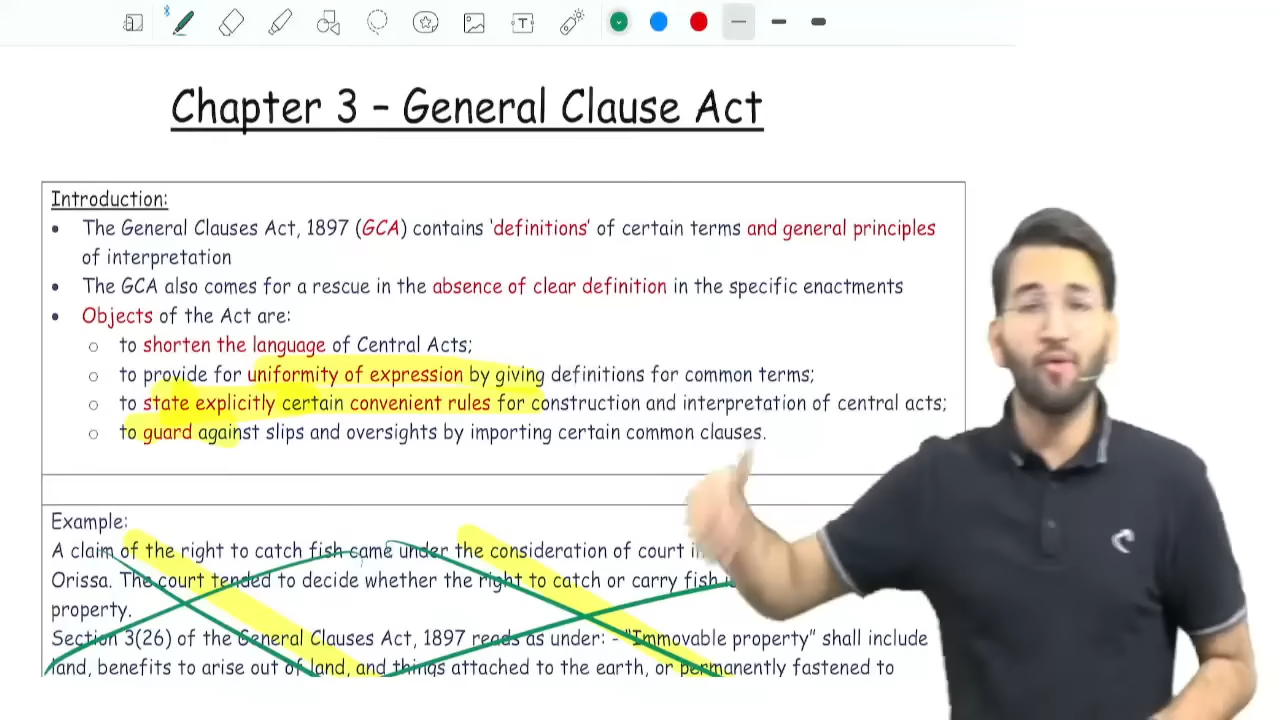 Chapter 3 – General Clause Act
Introduction:
• The General Clauses Act, 1897 (GCA) contains ‘definitions’ of certain terms and general principles
of interpretation
• The GCA also comes for a rescue in the absence of clear definition in the specific enactments
• Objects of the Act are:
o to shorten the language of Central Acts;
o to provide for uniformity of expression by giving definitions for common terms;
o to state explicitly certain convenient rules for construction and interpretation of central acts;
o to guard against slips and oversights by importing certain common clauses.
Example:
A claim of the right to catch fish came under the consideration of court
Orissa. The court tended to decide whether the right to catch or carry fish
property.
Section 3(26) of the General Clauses Act, 1897 reads as under: - “Immovable property” shall include
land, benefits to arise out of land, and things attached to the earth, or permanently fastened to